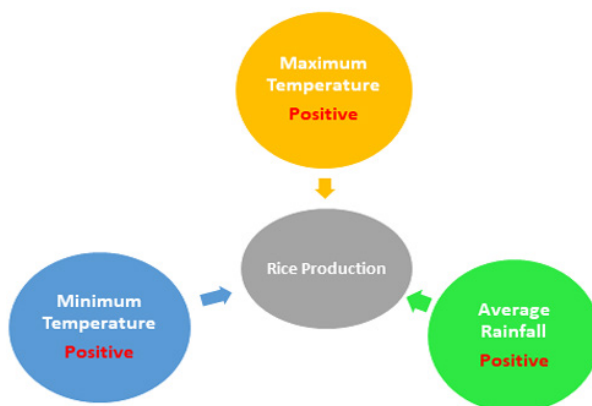 Maximum
Temperature
Positive
Rice Production
Minimum
Temperature
Positive
Average
Rainfall
Positive